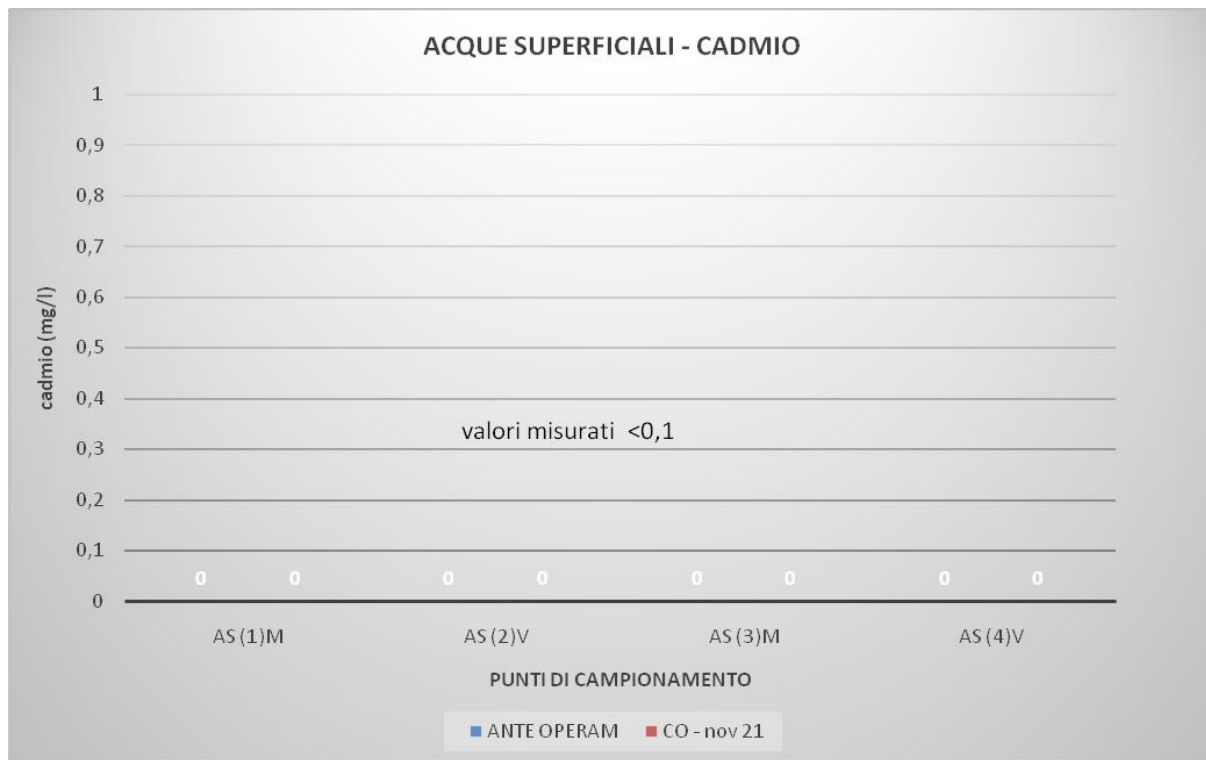 ACQUE SUPERFICIALI - CADMIO
1
0,9
0,8
0,7
0,6
0,5
0,4
0,3
0,2
0,1
0
cadmio (mg/l)
valori misurati <0,1
0 0 0 0 0 0 0 0
AS (1)M AS (2)V AS (3)M AS (4)V
PUNTI DI CAMPIONAMENTO
ANTE OPERAM CO - nov 21